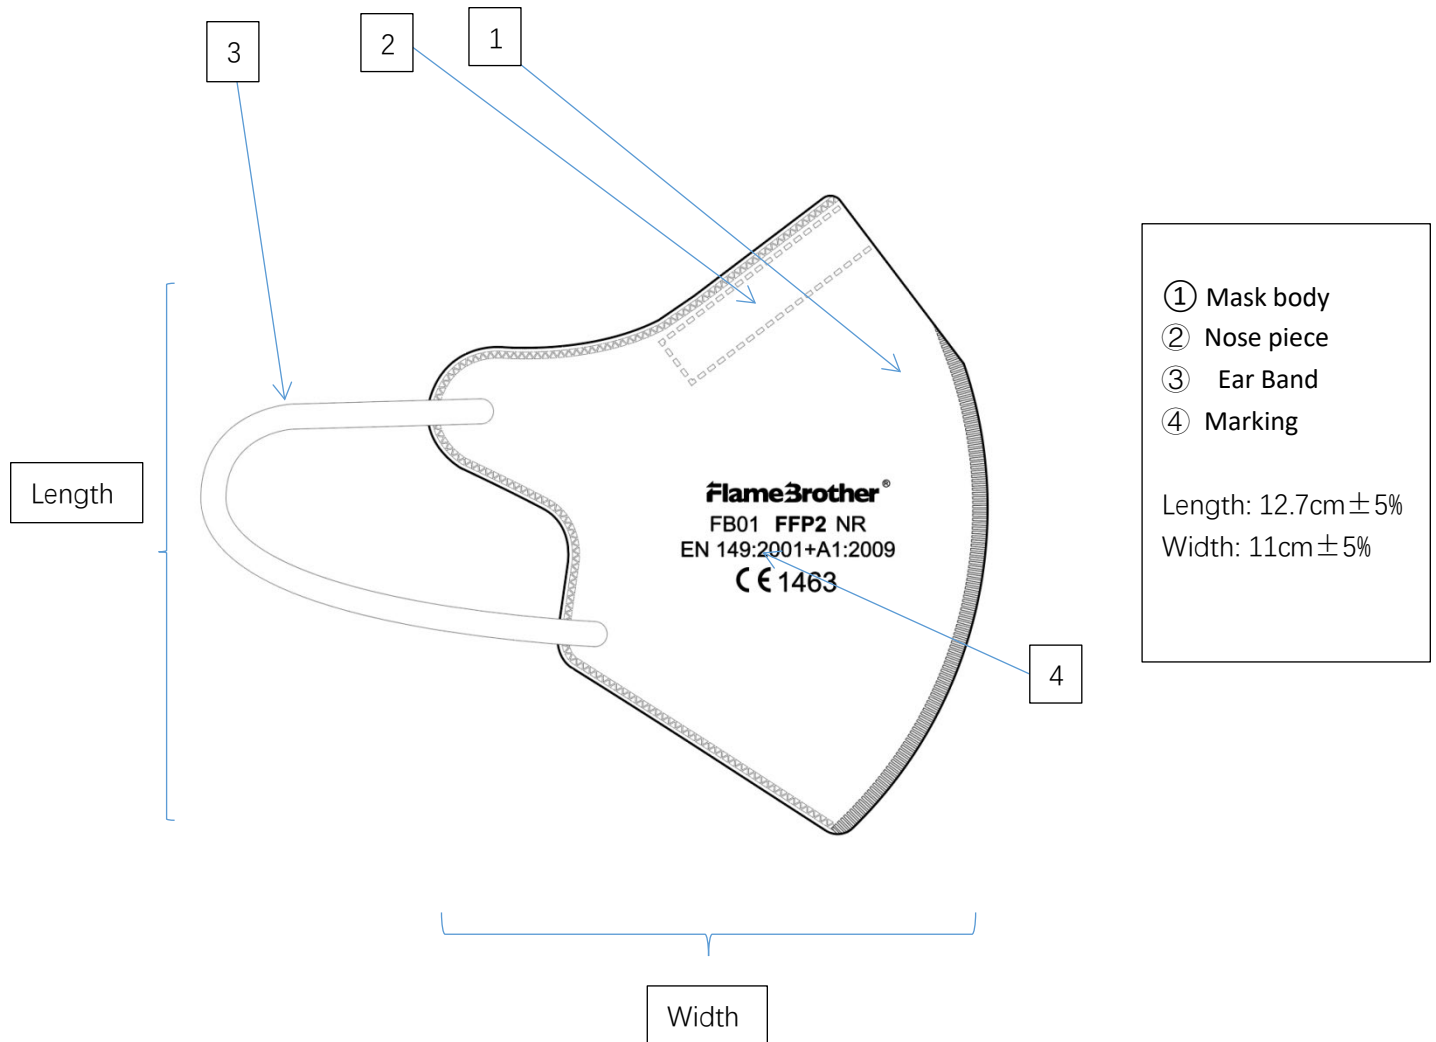 3
2
1
① Mask body
② Nose piece
③ Ear Band
④ Marking
Length: 12.7cm±5%
Width: 11cm±5%
Length
FlameBrother®
FB01 FFP2 NR
EN 149:2001+A1:2009
CE 1463
4
Width